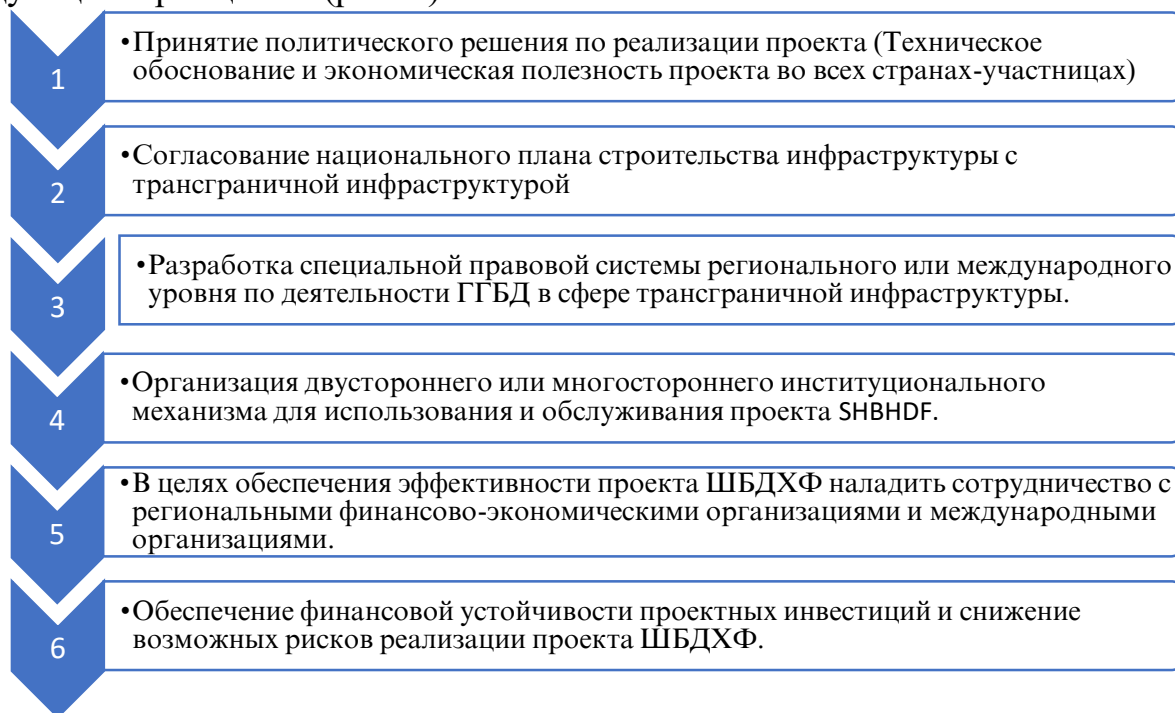 1
•Принятие политического решения по реализации проекта (Техническое
обоснование и экономическая полезность проекта во всех странах-участницах)
2
•Согласование национального плана строительства инфраструктуры с
трансграничной инфраструктурой
3
•Разработка специальной правовой системы регионального или международного
уровня по деятельности ГГБД в сфере трансграничной инфраструктуры.
4
•Организация двустороннего или многостороннего институционального
механизма для использования и обслуживания проекта SHBHDF.
5
•В целях обеспечения эффективности проекта ШБДХФ наладить сотрудничество с
региональными финансово-экономическими организациями и международными
организациями.
6
•Обеспечение финансовой устойчивости проектных инвестиций и снижение
возможных рисков реализации проекта ШБДХФ.